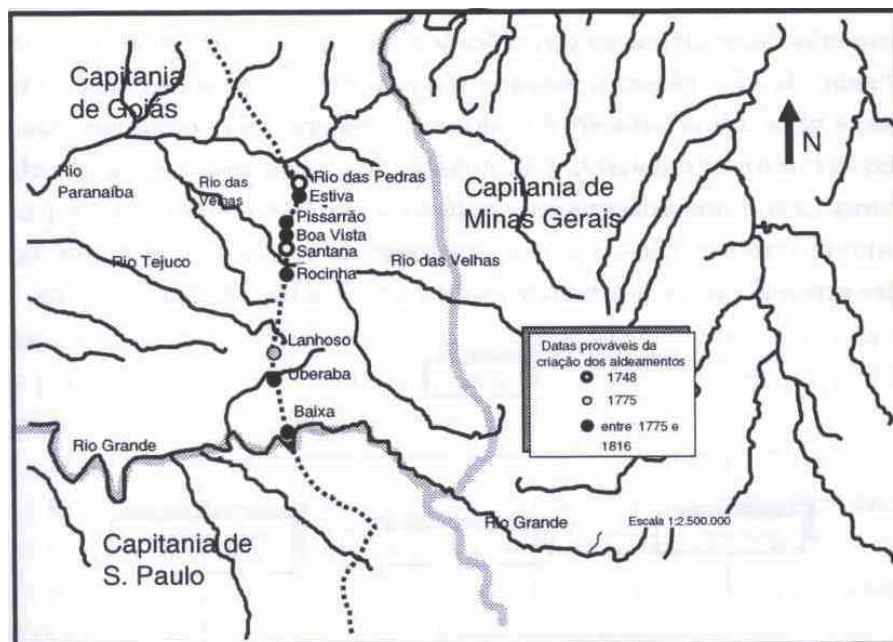 Capitania
de Goiás
N
Rio
Paranaíba
Rio das
Velhas
Rio das Pedras
Estiva
Pissarrão
Boa Vista
Santana
Rocinha
Capitania de
Minas Gerais
Rio Tejuco
Rio das Velhas
Lanhoso
Uberaba
Baixa
Datas prováveis da
criação dos aldeamentos
1748
1775
entre 1775 e
1816
Rio Grande
Rio Grande
Escala 1:2.500.000
Capitania de
S. Paulo